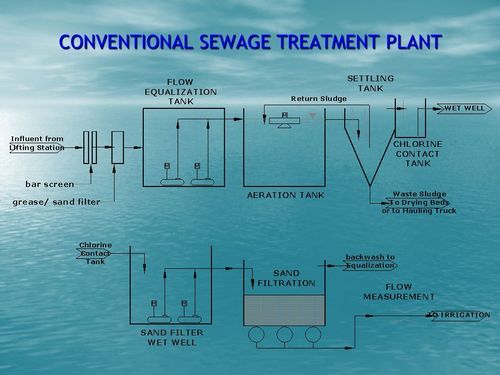 CONVENTIONAL SEWAGE TREATMENT PLANT
FLOW
EQUALIZATION
TANK
SETTLING
TANK
Return Sludge
WET WELL
Influent from
Lifting Station
CHLORINE
CONTACT
TANK
bar screen
grease/ sand filter
AERATION TANK
Waste Sludge
To Drying Beds
or to Hauling Truck
Chlorine
Contact
Tank
backwash to
Equalization
SAND
FILTRATION
FLOW
MEASUREMENT
TO IRRIGATION
SAND FILTER
WET WELL